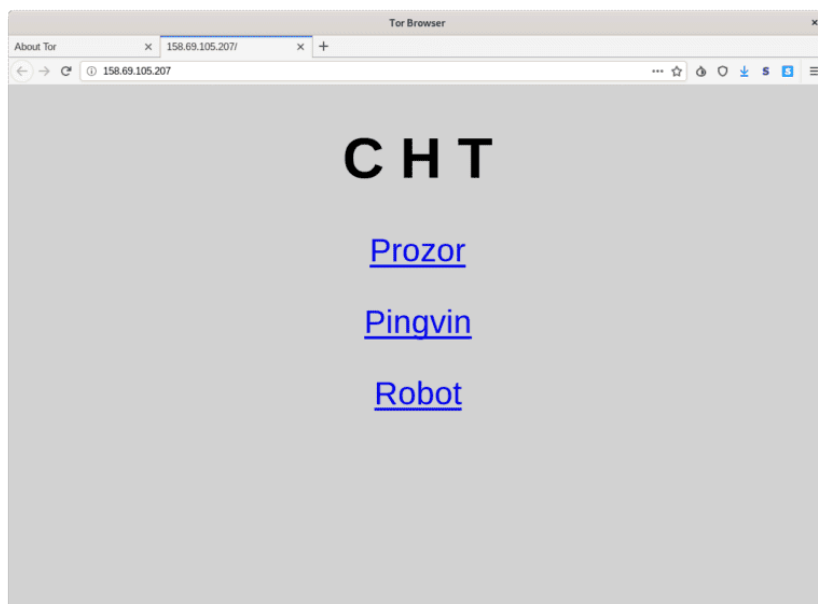 Tor Browser
About Tor
158.69.105.207/
158.69.105.207
C H T
Prozor
Pingvin
Robot